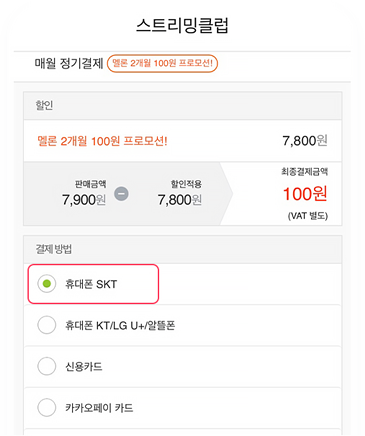 스트리밍클럽
매월 정기결제 멜론 2개월 100원 프로모션!
할인
멜론 2개월 100원 프로모션! 7,800원
판매금액 할인적용 최종결제금액
7,900원 7,800원 100원
(VAT 별도)
결제 방법
휴대폰 SKT
휴대폰 KT/LG U+/알뜰폰
신용카드
카카오페이 카드